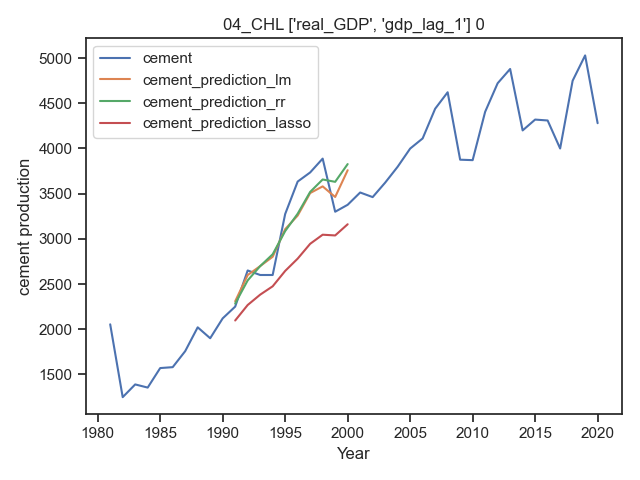 04_CHL ['real_GDP', 'gdp_lag_1'] 0
cement
cement_prediction_lm
cement_prediction_rr
cement_prediction_lasso
cement production
5000
4500
4000
3500
3000
2500
2000
1500
1980 1985 1990 1995 2000 2005 2010 2015 2020
Year